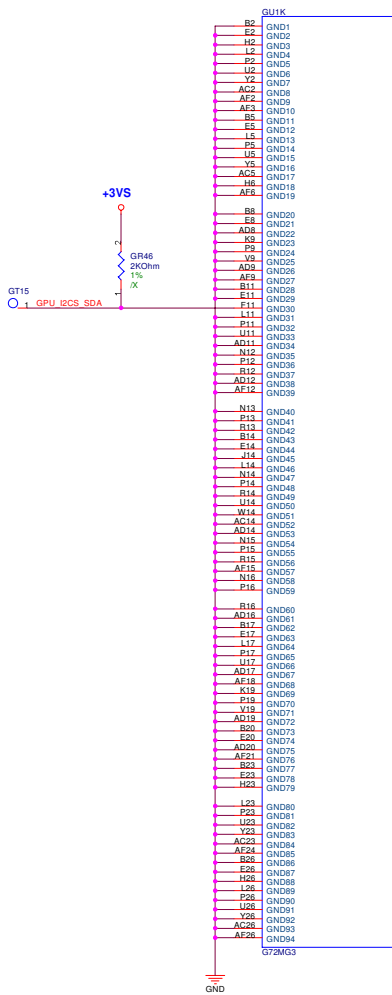 GU1K
B2 GND1
E2 GND2
H2 GND3
L2 GND4
P2 GND5
U2 GND6
Y2 GND7
AC2 GND8
AF2 GND9
AF3 GND10
B5 GND11
E5 GND12
L5 GND13
P5 GND14
U5 GND15
Y5 GND16
AC5 GND17
H6 GND18
AF6 GND19
B8 GND20
E8 GND21
AD8 GND22
K9 GND23
P9 GND24
V9 GND25
AD9 GND26
AF9 GND27
B11 GND28
E11 GND29
F11 GND30
L11 GND31
P11 GND32
U11 GND33
AD11 GND34
N12 GND35
P12 GND36
R12 GND37
AD12 GND38
AF12 GND39
N13 GND40
P13 GND41
R13 GND42
B14 GND43
E14 GND44
J14 GND45
L14 GND46
N14 GND47
P14 GND48
R14 GND49
U14 GND50
W14 GND51
AC14 GND52
AD14 GND53
N15 GND54
P15 GND55
R15 GND56
AF15 GND57
N16 GND58
P16 GND59
R16 GND60
AD16 GND61
B17 GND62
E17 GND63
L17 GND64
P17 GND65
U17 GND66
AD17 GND67
AF18 GND68
K19 GND69
P19 GND70
V19 GND71
AD19 GND72
B20 GND73
E20 GND74
AD20 GND75
AF21 GND76
B23 GND77
E23 GND78
H23 GND79
L23 GND80
P23 GND81
U23 GND82
Y23 GND83
AC23 GND84
AF24 GND85
B26 GND86
E26 GND87
H26 GND88
L26 GND89
P26 GND90
U26 GND91
Y26 GND92
AC26 GND93
AF26 GND94
G72MG3
+3VS
2
GR46
2KOhm
1%
/X
1
GT15
1 GPU_I2CS_SDA
GND